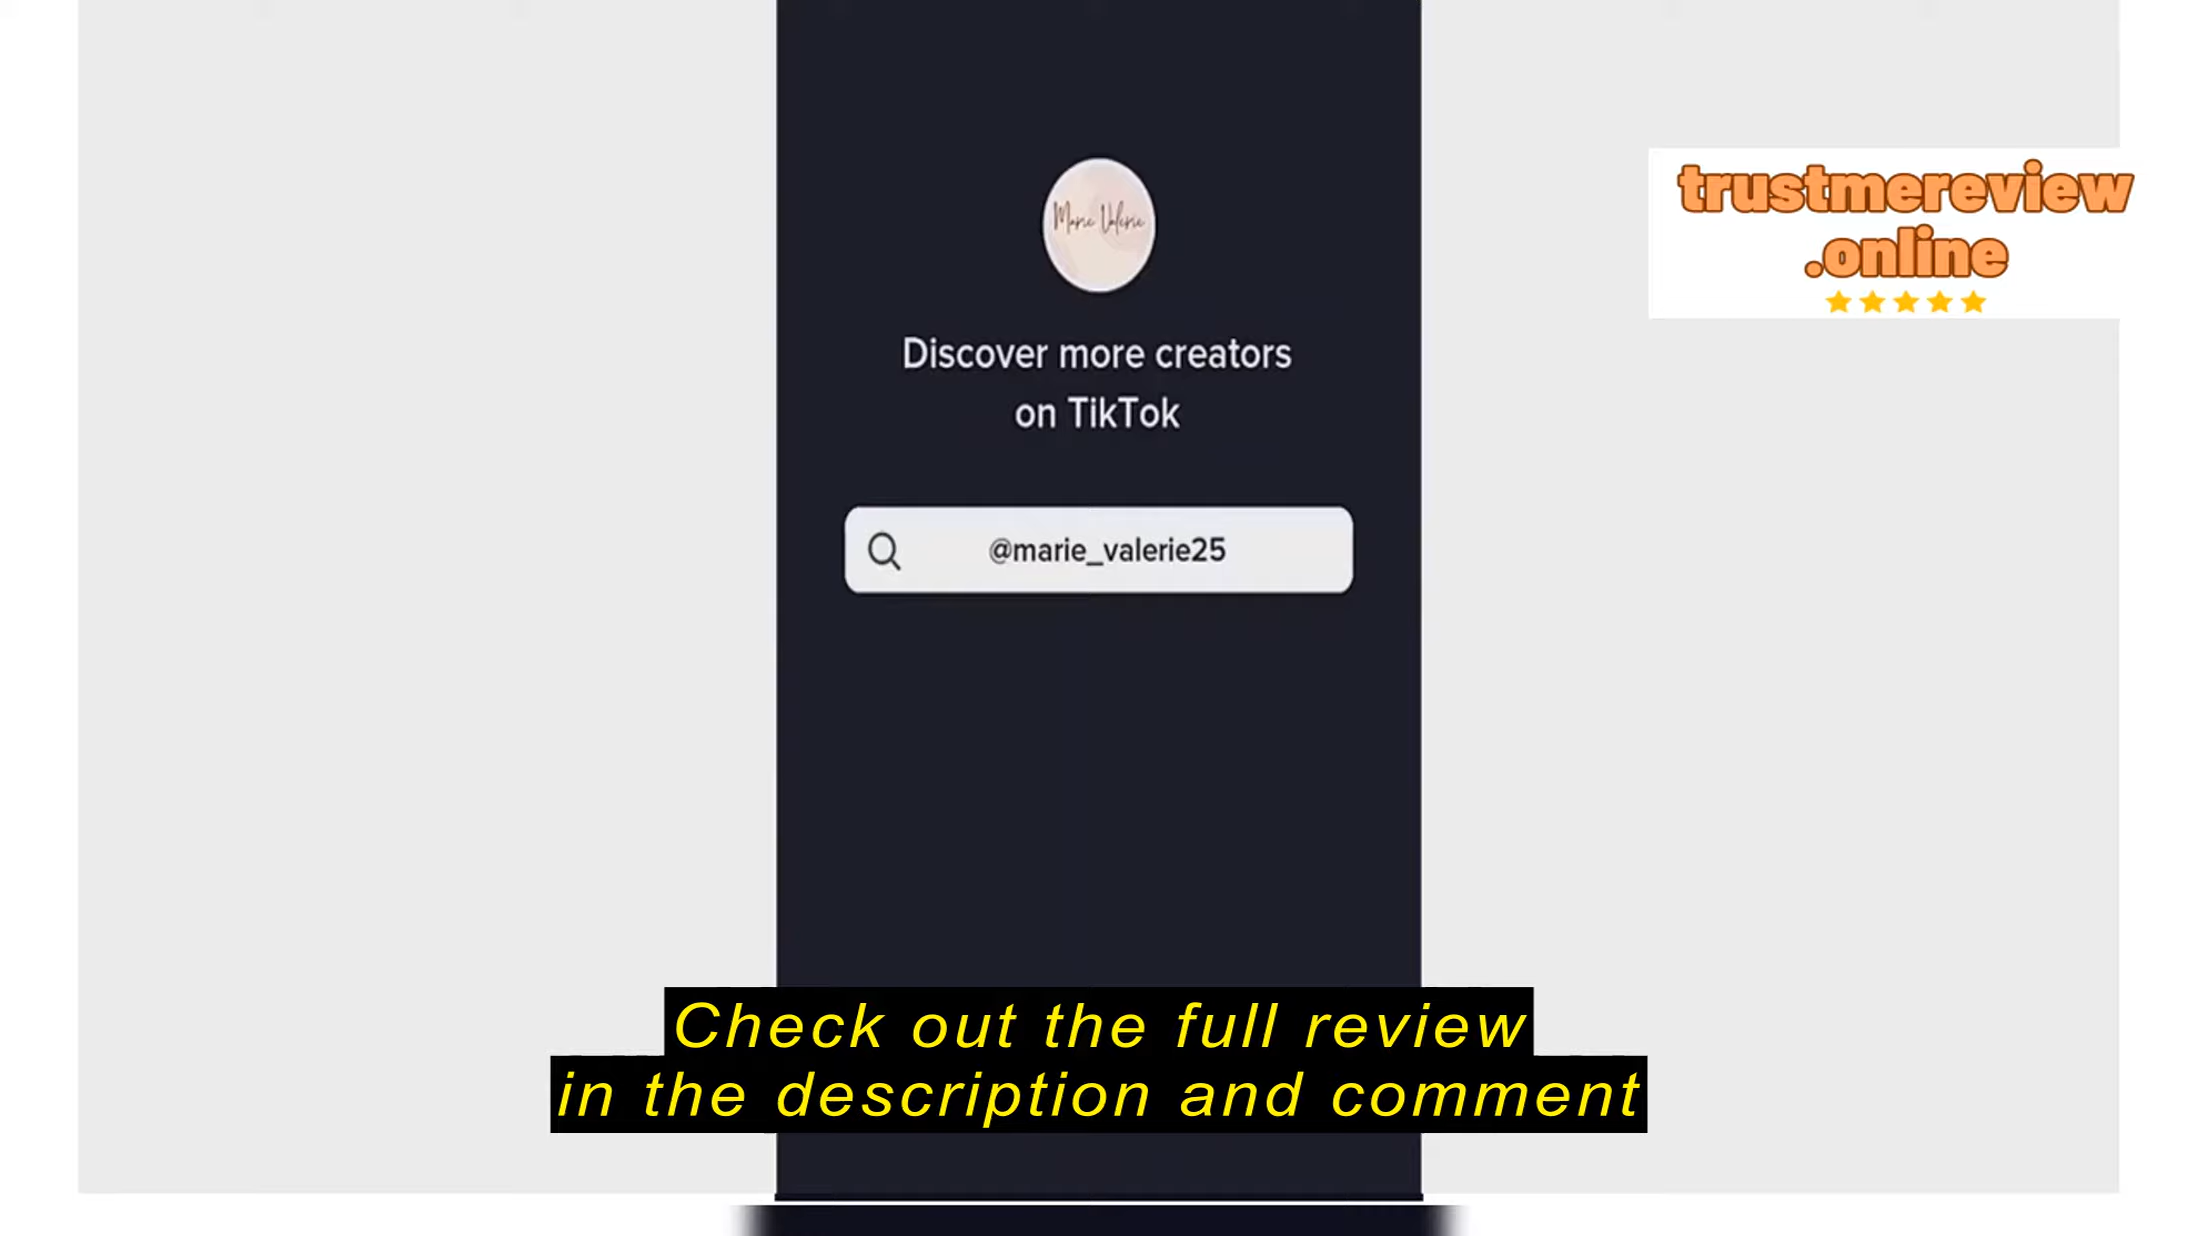 trustmereview
.online
Marie Valerie
Discover more creators
on TikTok
@marie_valerie25
Check out the full review
in the description and comment